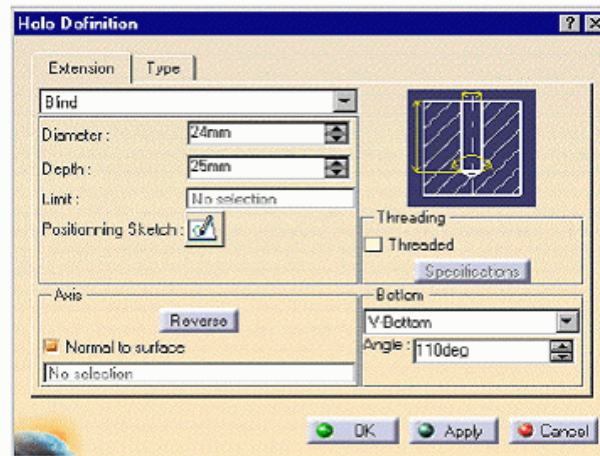 Hole Definition
Extension
Type
Blind
Diameter :
24mm
Depth :
25mm
Limit :
No selection
Positionning Sketch :
Threading
Threaded
Specifications
Axis
Reverse
Normal to surface
No selection
Bottom
V-Bottom
Angle :
110deg
OK
Apply
Cancel